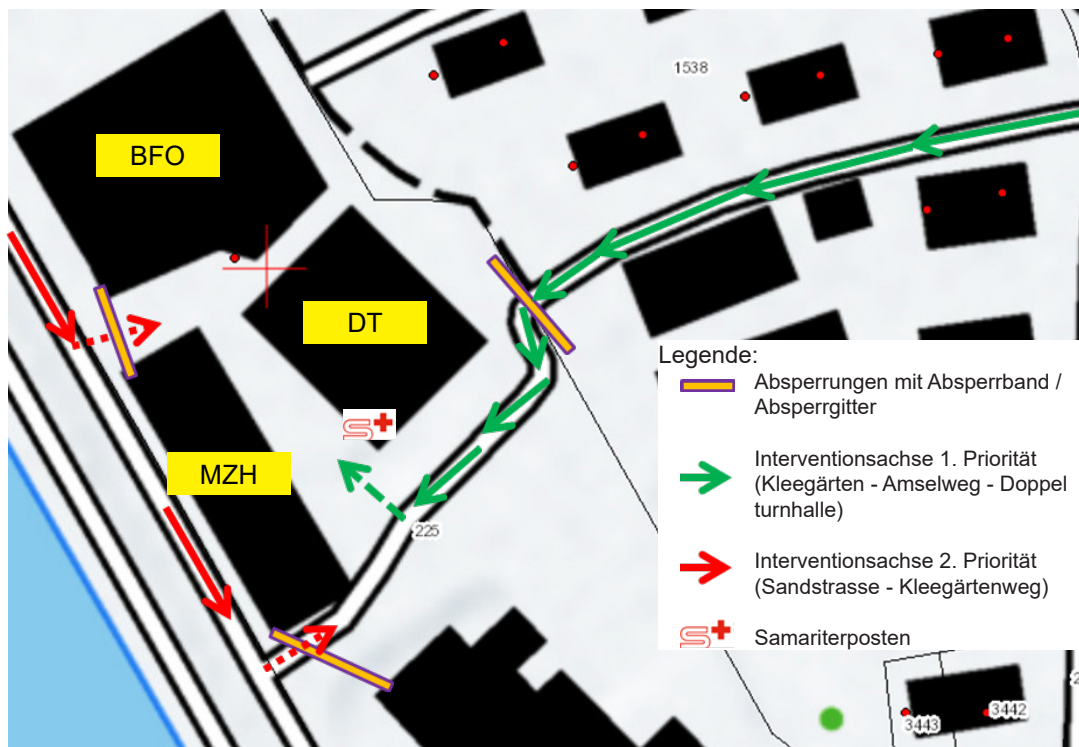 1538
BFO
DT
MZH
225
Legende:
Absperrungen mit Absperrband /
Absperrgitter
Interventionsachse 1. Priorität
(Kleegärten - Amselweg - Doppel
turnhalle)
Interventionsachse 2. Priorität
(Sandstrasse - Kleegärtenweg)
Samariterposten
2
3442
3443